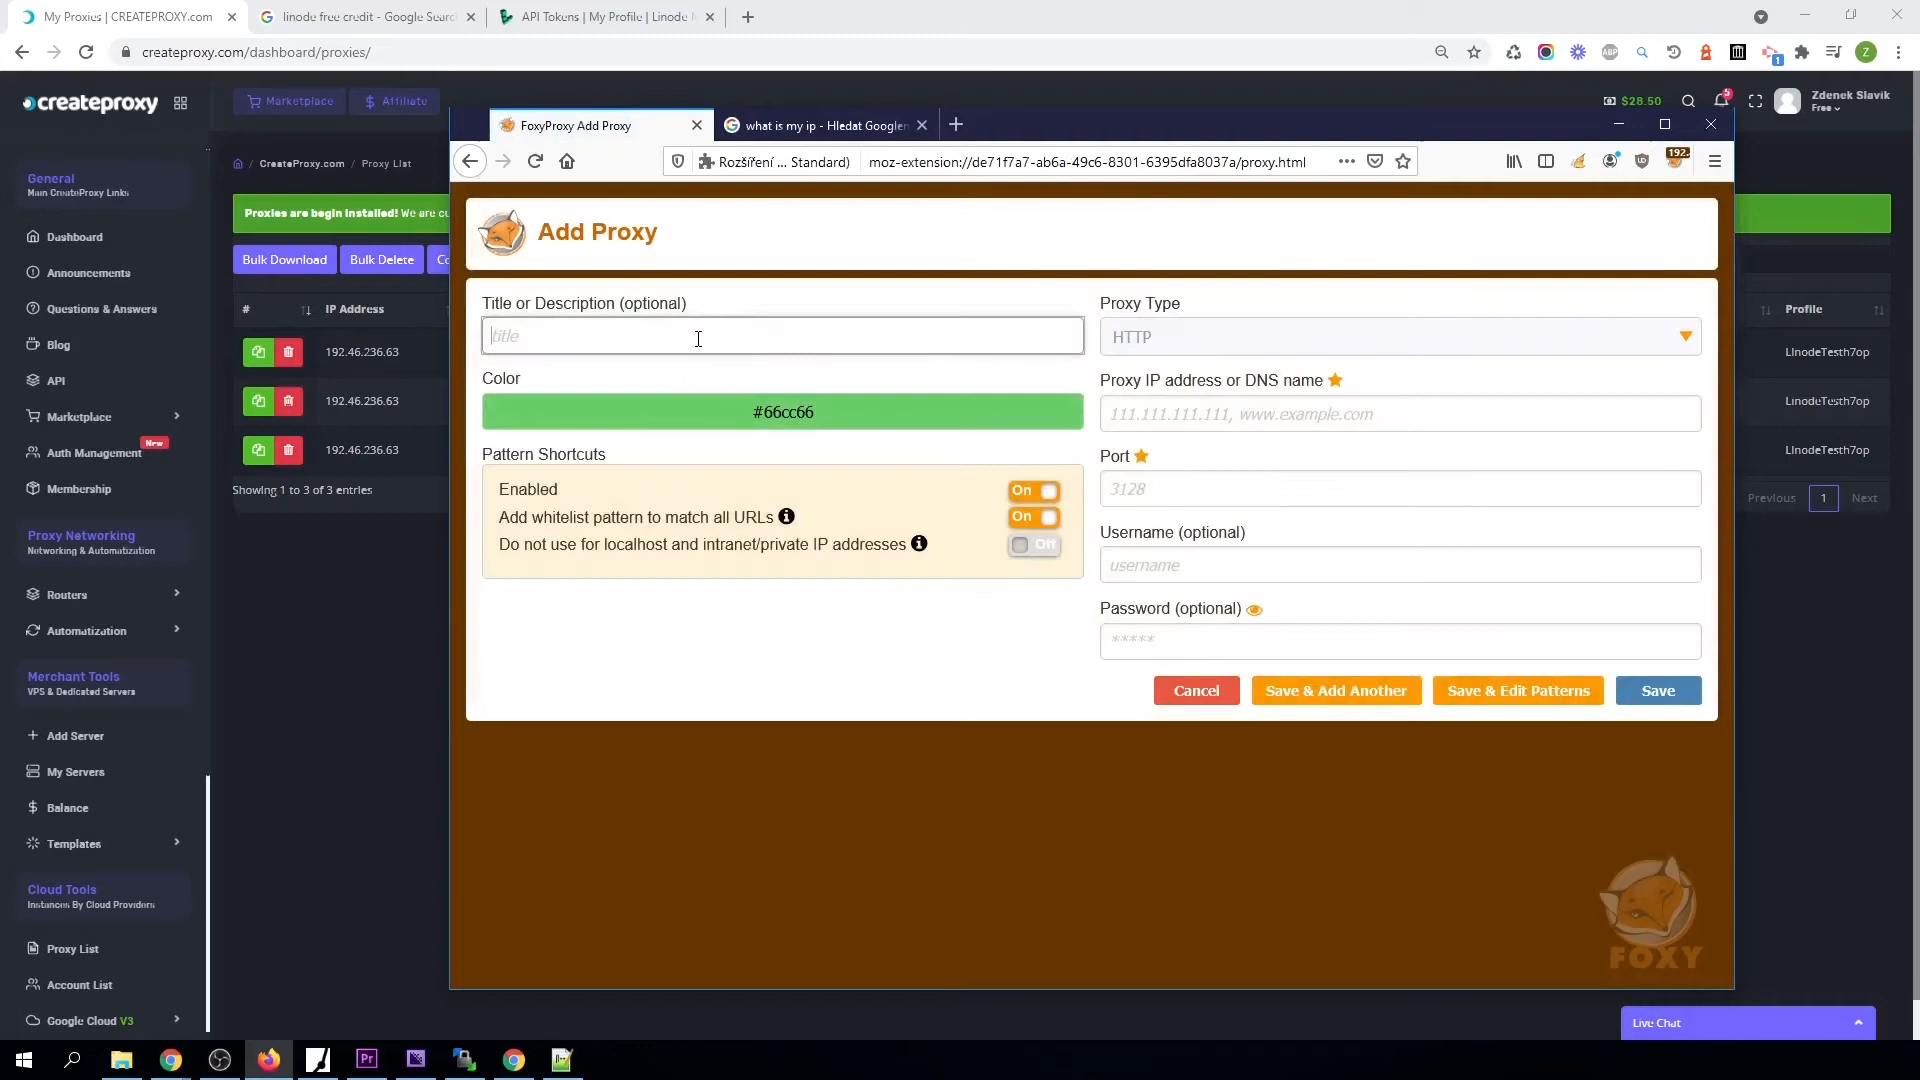 My Proxies | CREATEPROXY.com
linode free credit - Google Searc
API Tokens | My Profile | Linode
createproxy.com/dashboard/proxies/
ABP
1
Z
createproxy
Marketplace
$ Affiliate
$28.50
5
Zdenek Slavik
Free
General
Main CreateProxy Links
Dashboard
Announcements
Questions & Answers
Blog
API
Marketplace
New
Auth Management
Membership
Proxy Networking
Networking & Automatization
Routers
Automatization
Merchant Tools
VPS & Dedicated Servers
Add Server
My Servers
Balance
Templates
Cloud Tools
Instances By Cloud Providers
Proxy List
Account List
Google Cloud V3
/ CreateProxy.com / Proxy List
Proxies are begin installed! We are cu
Bulk Download
Bulk Delete
Co
# IP Address
192.46.236.63
192.46.236.63
192.46.236.63
Showing 1 to 3 of 3 entries
Profile
LinodeTesth7op
LinodeTesth7op
LinodeTesth7op
Previous 1 Next
FoxyProxy Add Proxy
what is my ip - Hledat Googlem
Rozšíření ... Standard)
moz-extension://de71f7a7-ab6a-49c6-8301-6395dfa8037a/proxy.html
192.
Add Proxy
Title or Description (optional)
title
Color
#66cc66
Pattern Shortcuts
Enabled On
Add whitelist pattern to match all URLs On
Do not use for localhost and intranet/private IP addresses Off
Proxy Type
HTTP
Proxy IP address or DNS name
111.111.111.111, www.example.com
Port
3128
Username (optional)
username
Password (optional)
*****
Cancel
Save & Add Another
Save & Edit Patterns
Save
FOXY
Live Chat
Pr